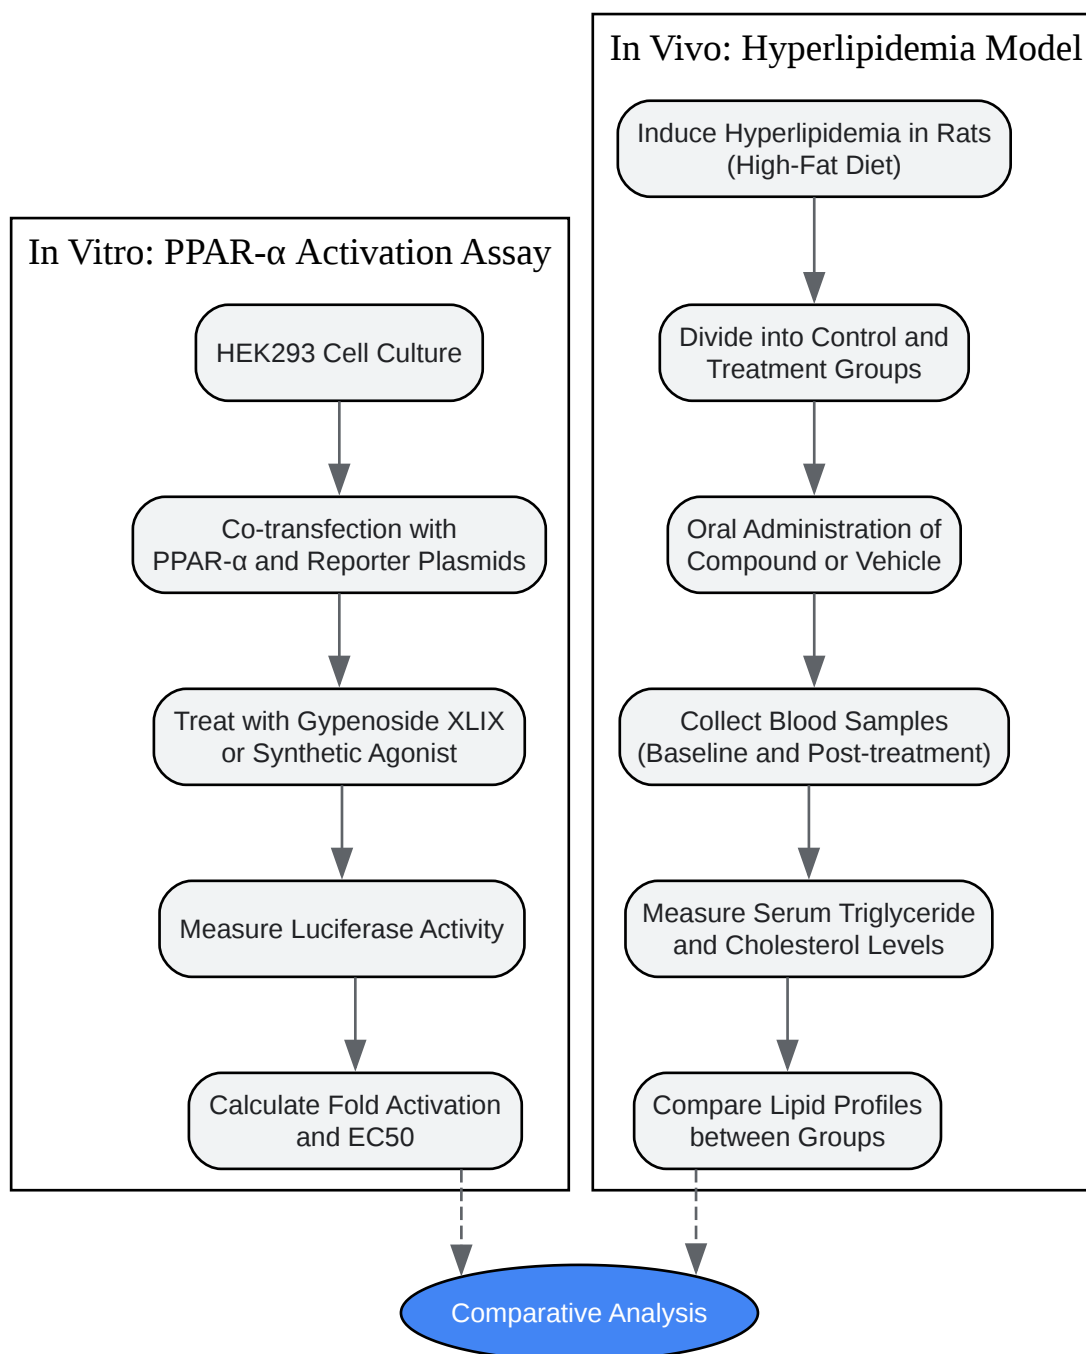 In Vitro: PPAR-α Activation Assay
HEK293 Cell Culture
Co-transfection with
PPAR-α and Reporter Plasmids
Treat with Gypenoside XLIX
or Synthetic Agonist
Measure Luciferase Activity
Calculate Fold Activation
and EC50
In Vivo: Hyperlipidemia Model
Induce Hyperlipidemia in Rats
(High-Fat Diet)
Divide into Control and
Treatment Groups
Oral Administration of
Compound or Vehicle
Collect Blood Samples
(Baseline and Post-treatment)
Measure Serum Triglyceride
and Cholesterol Levels
Compare Lipid Profiles
between Groups
Comparative Analysis